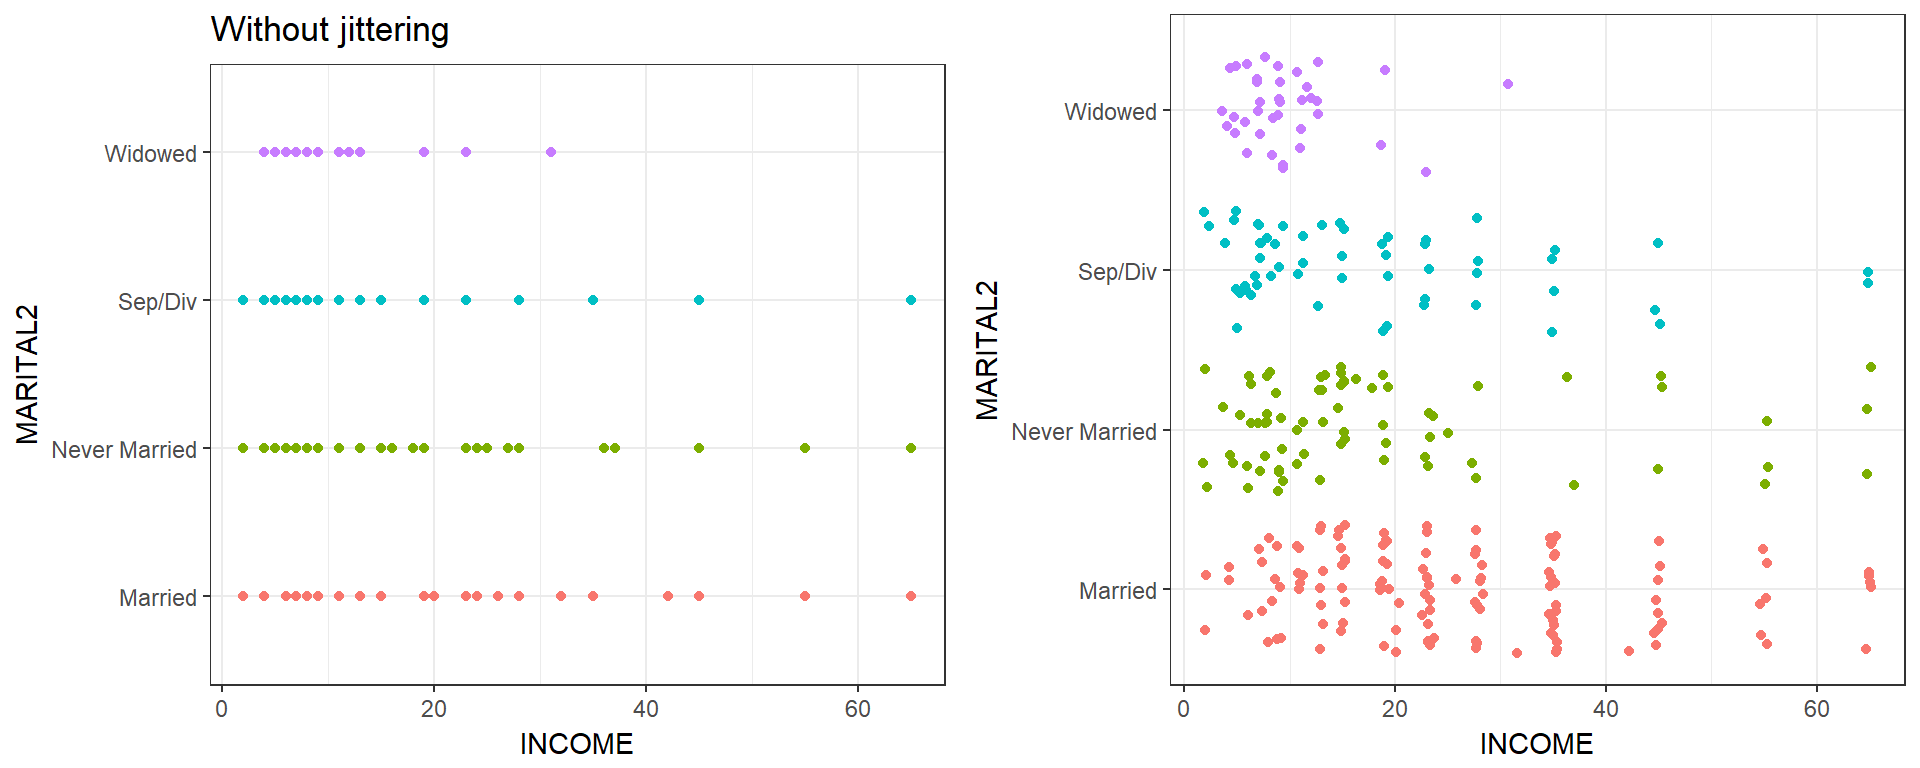 Without jittering
MARITAL2
Widowed
Sep/Div
Never Married
Married
0 20 40 60
INCOME
MARITAL2
Widowed
Sep/Div
Never Married
Married
0 20 40 60
INCOME